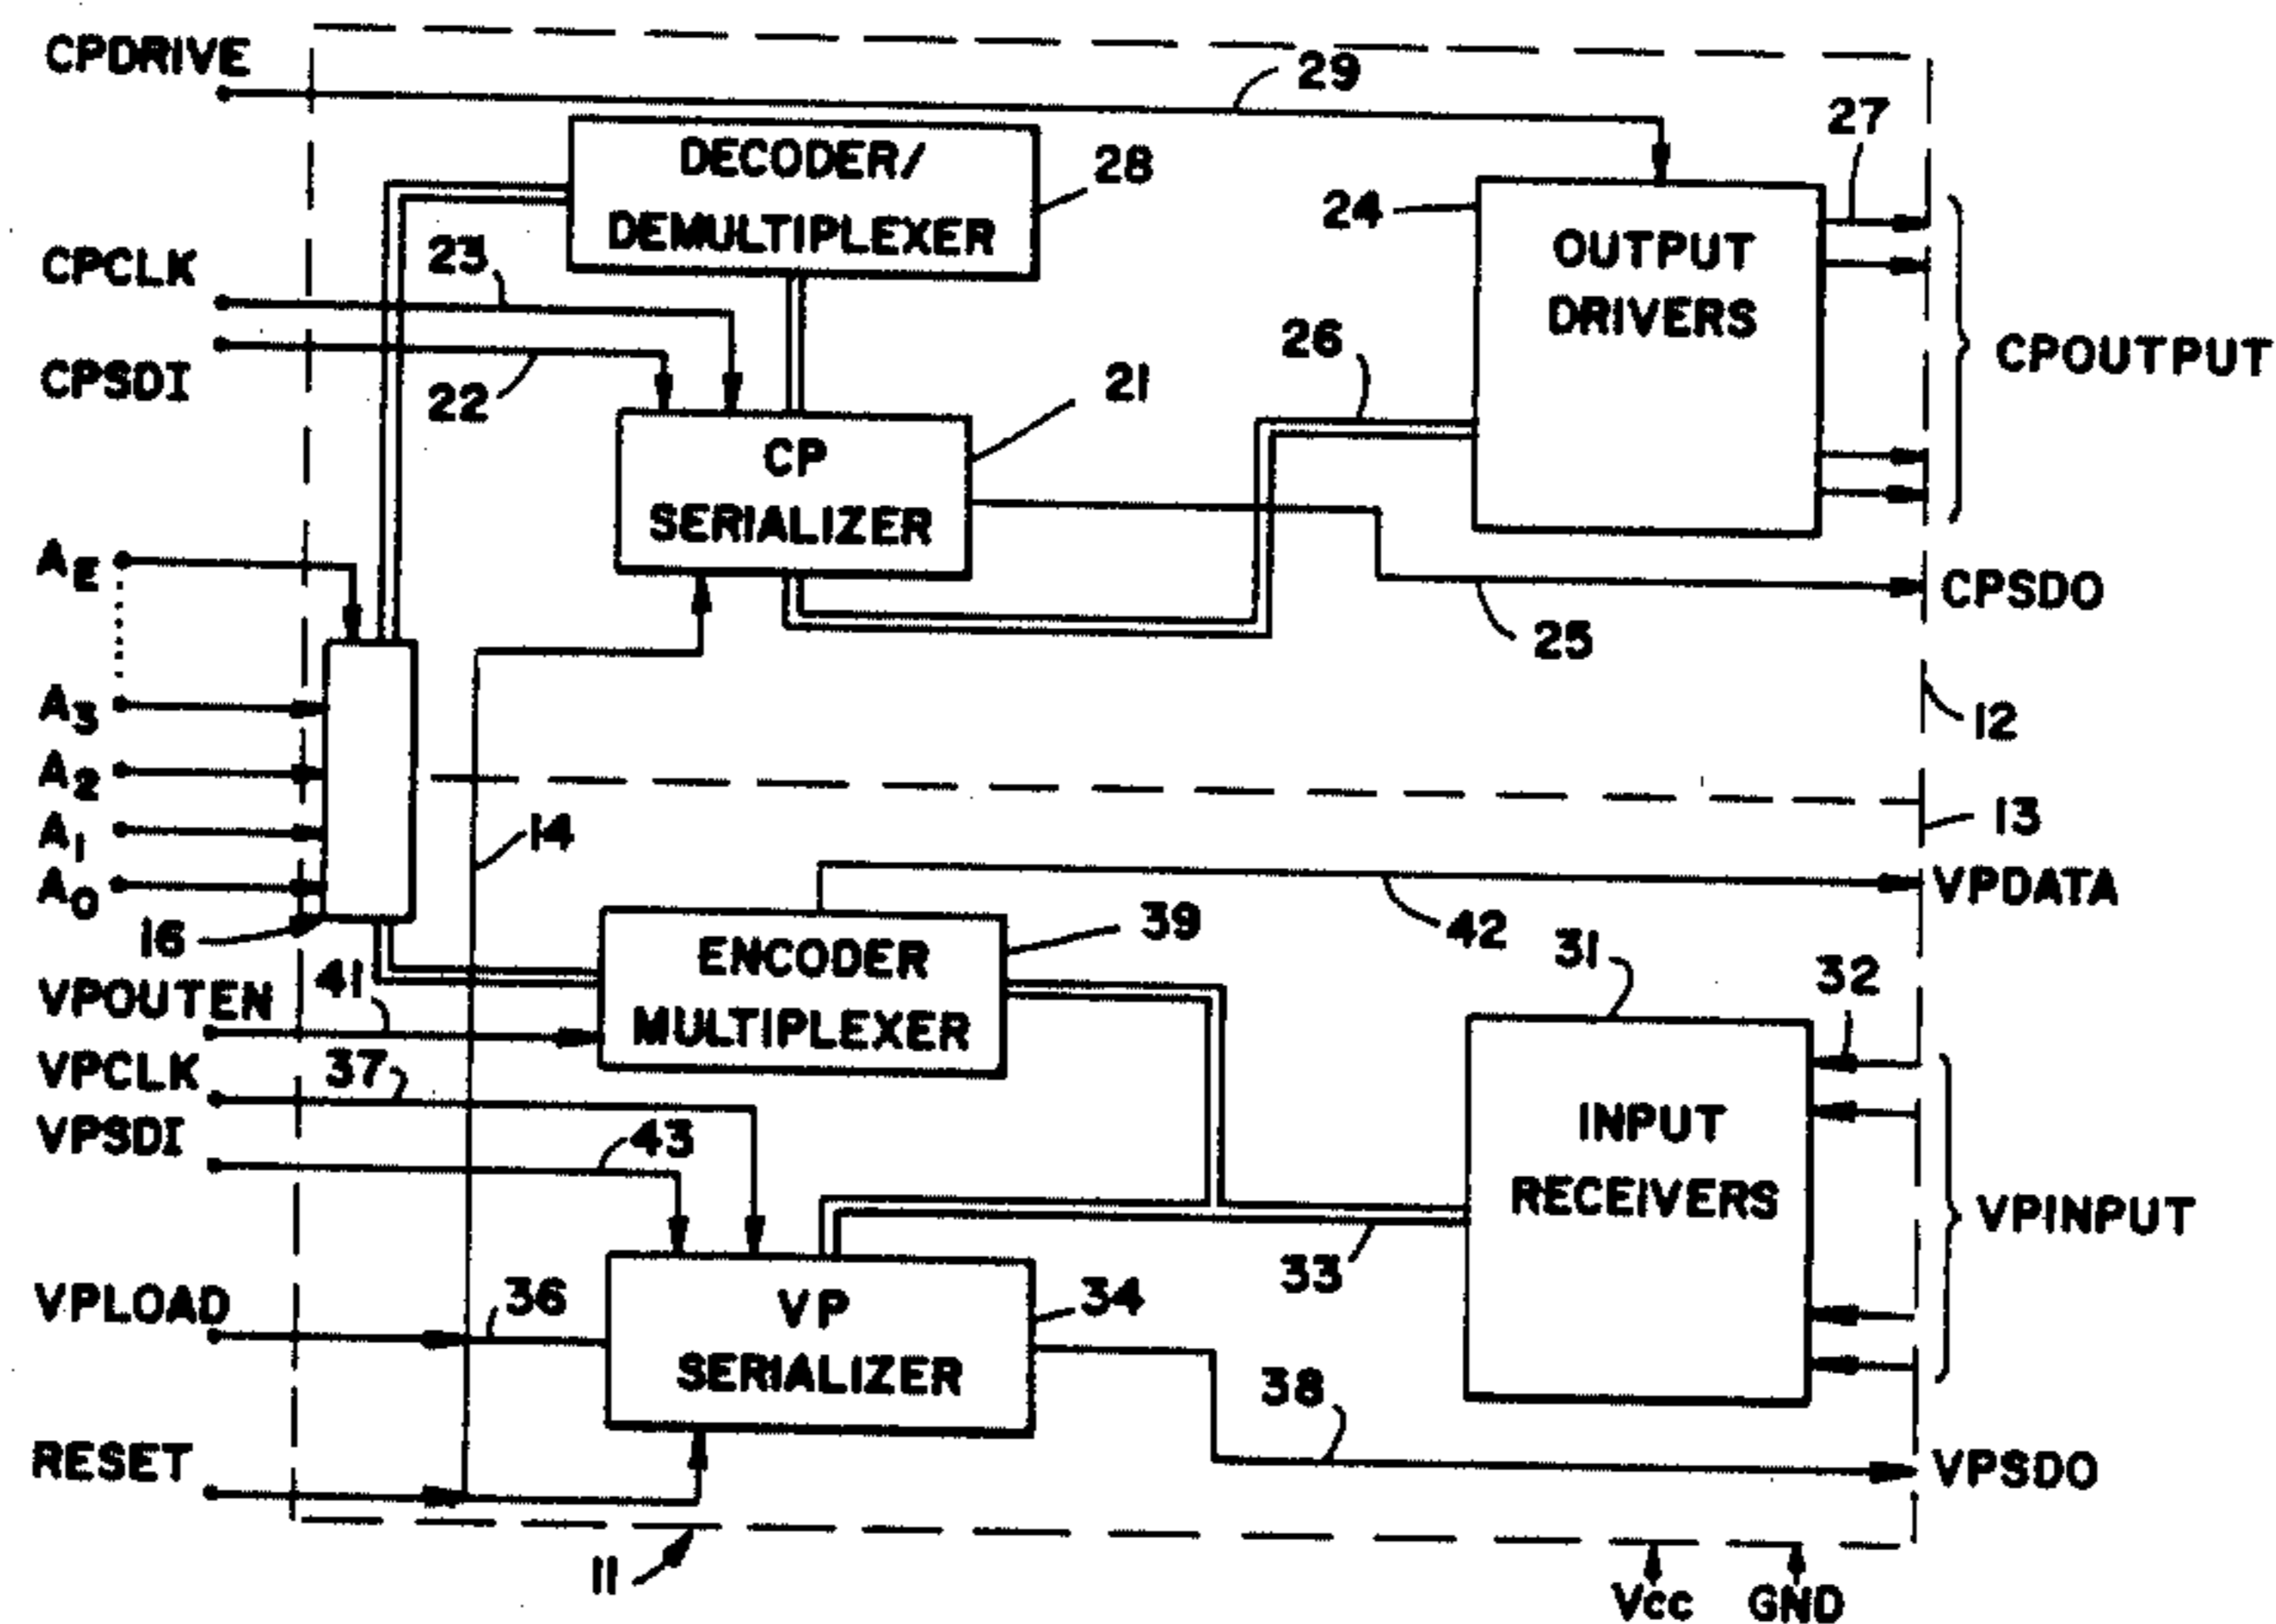 CPDRIVE
29
27
DECODER/
DEMULTIPLEXER
28
24
OUTPUT
DRIVERS
CPCLK
23
CPSDI
22
26
21
CPOUTPUT
CP
SERIALIZER
AE
CPSDO
25
A3
12
A2
A1
14
13
A0
VPDATA
16
39
42
31
32
ENCODER
MULTIPLEXER
VPOUTEN
41
VPCLK
37
VPSDI
43
INPUT
RECEIVERS
VPINPUT
33
VPLOAD
36
34
VP
SERIALIZER
38
RESET
VPSDO
11
Vcc
GND